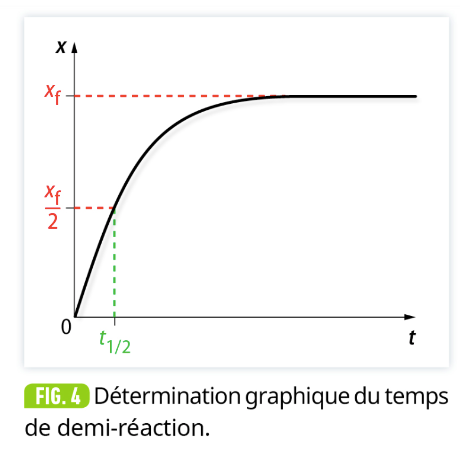 x
xf
xf
2
0
t1/2
t
FIG. 4 Détermination graphique du temps
de demi-réaction.